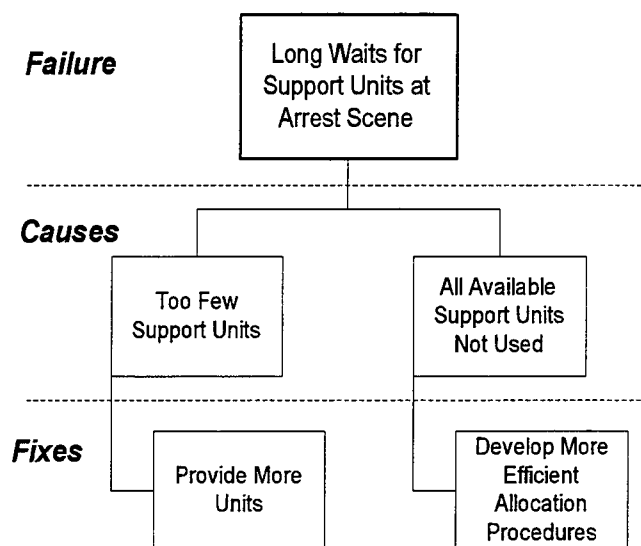 Failure
Long Waits for
Support Units at
Arrest Scene
Causes
Too Few
Support Units
All Available
Support Units
Not Used
Fixes
Provide More
Units
Develop More
Efficient
Allocation
Procedures